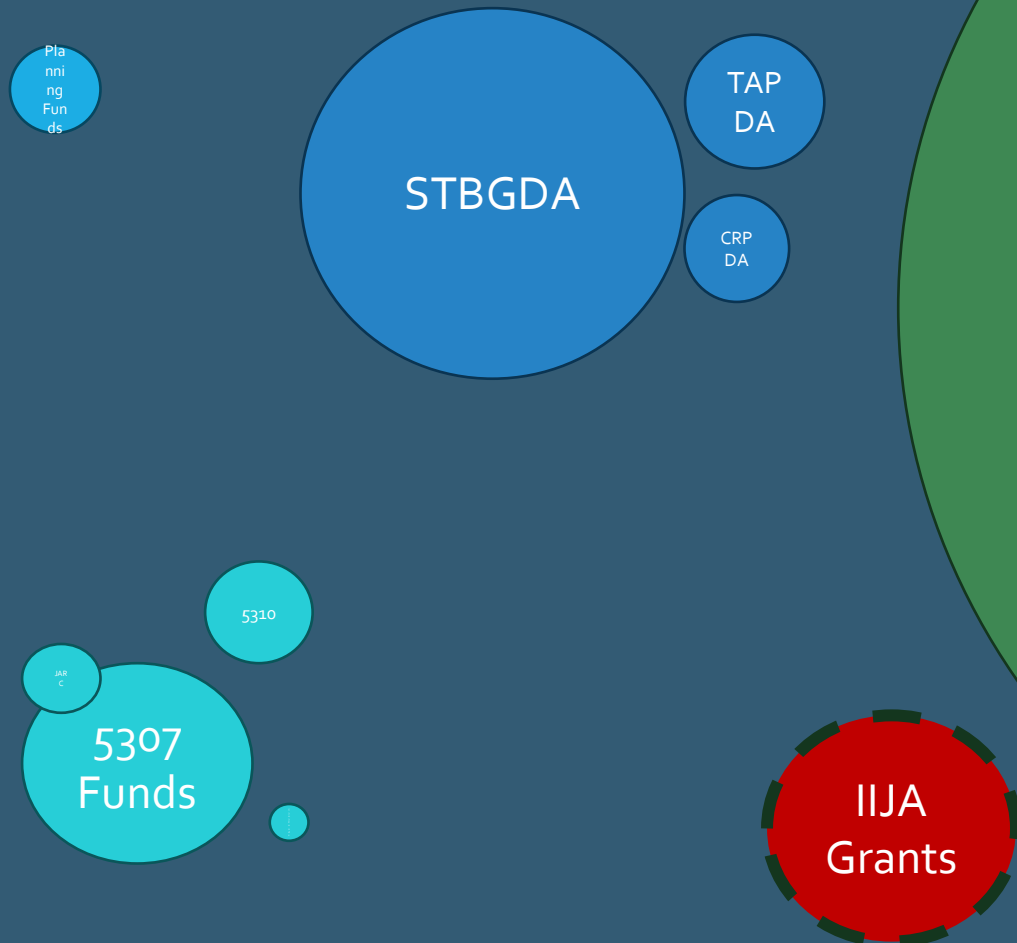 Pla
nni
ng
Fun
ds
STBGDA
TAP
DA
CRP
DA
5310
JAR
C
5307
Funds
IIJA
Grants